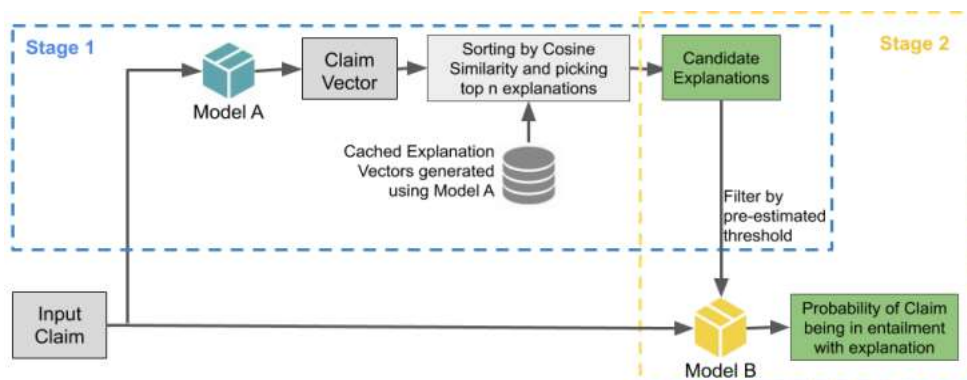 Stage 1
Stage 2
Model A
Claim
Vector
Sorting by Cosine
Similarity and picking
top n explanations
Candidate
Explanations
Cached Explanation
Vectors generated
using Model A
Filter by
pre-estimated
threshold
Input
Claim
Model B
Probability of Claim
being in entailment
with explanation